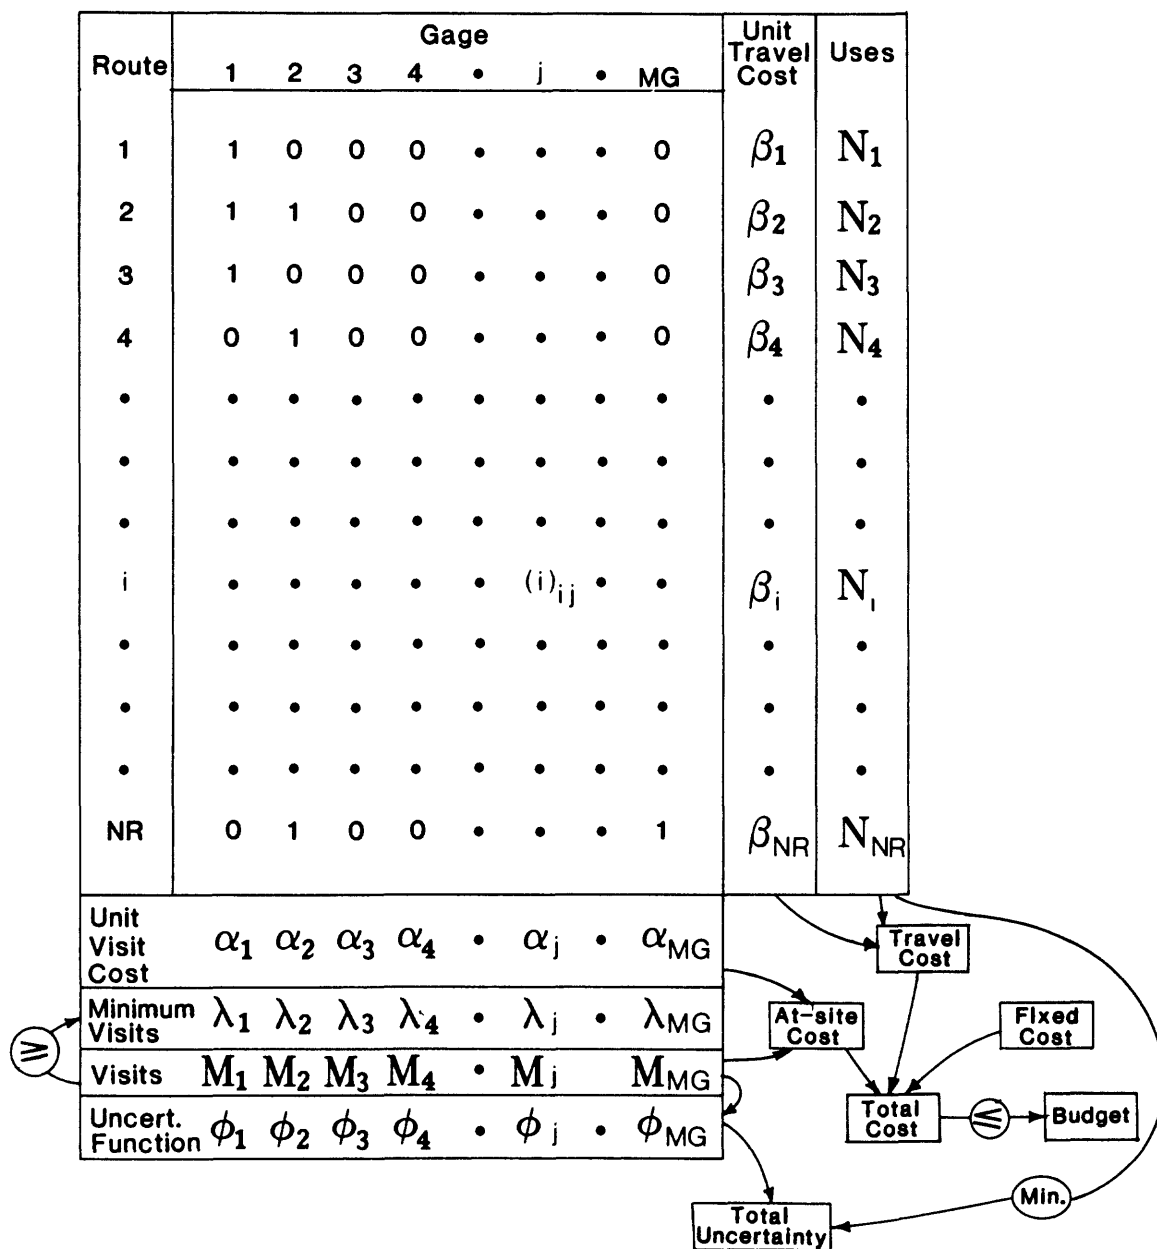 Route Gage Unit Travel Cost Uses
1 2 3 4 • j • MG
1 1 0 0 0 • • • 0 β₁ N₁
2 1 1 0 0 • • • 0 β₂ N₂
3 1 0 0 0 • • • 0 β₃ N₃
4 0 1 0 0 • • • 0 β₄ N₄
• • • • • • • • • • •
• • • • • • • • • • •
• • • • • • • • • • •
i • • • • • (i)ij • • βi Nı
• • • • • • • • • • •
• • • • • • • • • • •
• • • • • • • • • • •
NR 0 1 0 0 • • • 1 βNR NNR
Unit Visit Cost α₁ α₂ α₃ α₄ • αj • αMG
Minimum Visits λ₁ λ₂ λ₃ λ₄ • λj • λMG
Visits M₁ M₂ M₃ M₄ • Mj MMG
Uncert. Function ϕ₁ ϕ₂ ϕ₃ ϕ₄ • ϕj • ϕMG
≥
Travel Cost
At-site Cost
Fixed Cost
Total Cost
≤
Budget
Min.
Total Uncertainty